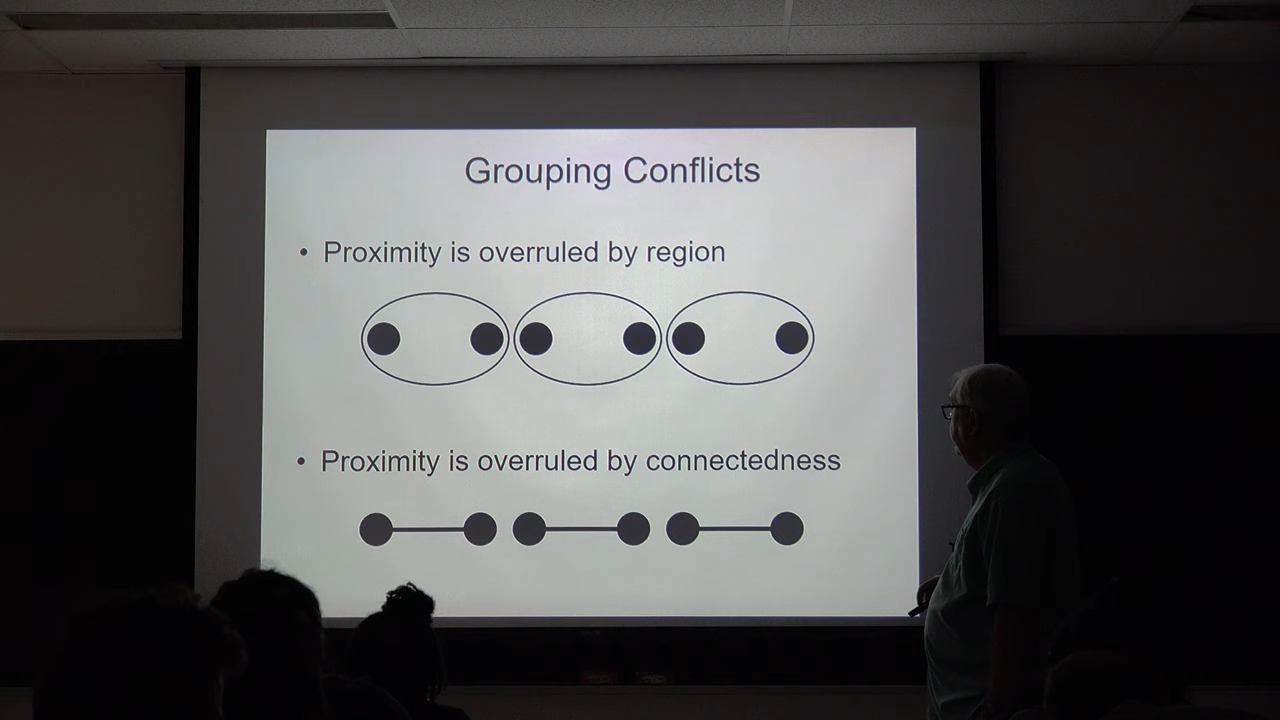 Grouping Conflicts
• Proximity is overruled by region
• Proximity is overruled by connectedness